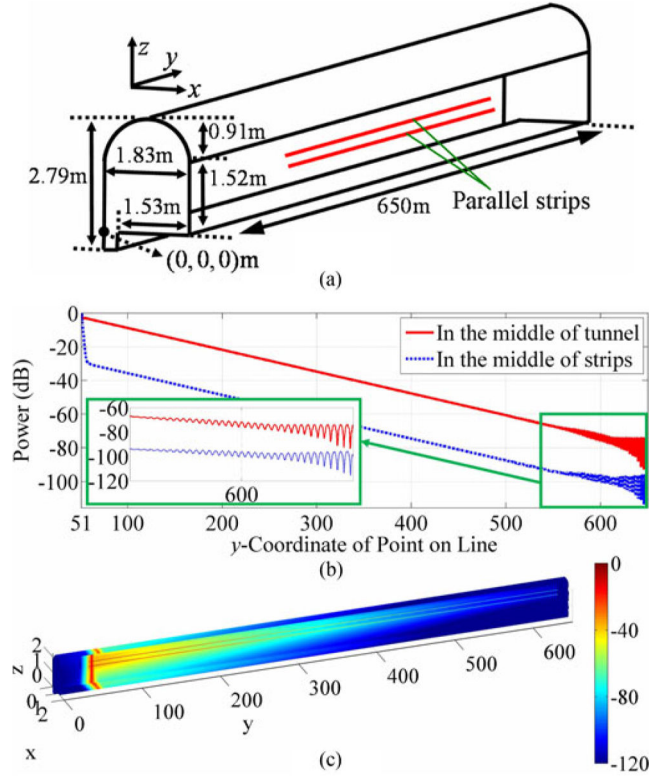 z
y
x
0.91m
1.83m
2.79m
1.52m
1.53m
Parallel strips
650m
(0, 0, 0)m
(a)
0
-20
-40
-60
-80
-100
Power (dB)
In the middle of tunnel
In the middle of strips
-60
-80
-100
-120
600
51 100 200 300 400 500 600
y-Coordinate of Point on Line
(b)
0
-40
-80
-120
2
1
0
z
0
2
x
0 100 200 300 400 500 600
y
(c)